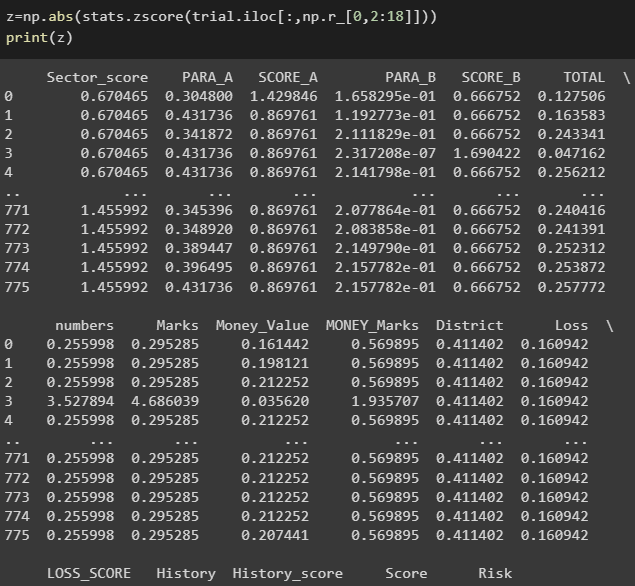 z=np.abs(stats.zscore(trial.iloc[:,np.r_[0,2:18]]))
print(z)
Sector_score PARA_A SCORE_A PARA_B SCORE_B TOTAL \
0 0.670465 0.304800 1.429846 1.658295e-01 0.666752 0.127506
1 0.670465 0.431736 0.869761 1.192773e-01 0.666752 0.163583
2 0.670465 0.341872 0.869761 2.111829e-01 0.666752 0.243341
3 0.670465 0.431736 0.869761 2.317208e-07 1.690422 0.047162
4 0.670465 0.431736 0.869761 2.141798e-01 0.666752 0.256212
.. ... ... ... ... ... ...
771 1.455992 0.345396 0.869761 2.077864e-01 0.666752 0.240416
772 1.455992 0.348920 0.869761 2.083858e-01 0.666752 0.241391
773 1.455992 0.389447 0.869761 2.149790e-01 0.666752 0.252312
774 1.455992 0.396495 0.869761 2.157782e-01 0.666752 0.253872
775 1.455992 0.431736 0.869761 2.157782e-01 0.666752 0.257772
numbers Marks Money_Value MONEY_Marks District Loss \
0 0.255998 0.295285 0.161442 0.569895 0.411402 0.160942
1 0.255998 0.295285 0.198121 0.569895 0.411402 0.160942
2 0.255998 0.295285 0.212252 0.569895 0.411402 0.160942
3 3.527894 4.686039 0.035620 1.935707 0.411402 0.160942
4 0.255998 0.295285 0.212252 0.569895 0.411402 0.160942
.. ... ... ... ... ... ...
771 0.255998 0.295285 0.212252 0.569895 0.411402 0.160942
772 0.255998 0.295285 0.212252 0.569895 0.411402 0.160942
773 0.255998 0.295285 0.212252 0.569895 0.411402 0.160942
774 0.255998 0.295285 0.212252 0.569895 0.411402 0.160942
775 0.255998 0.295285 0.207441 0.569895 0.411402 0.160942
LOSS_SCORE History History_score Score Risk